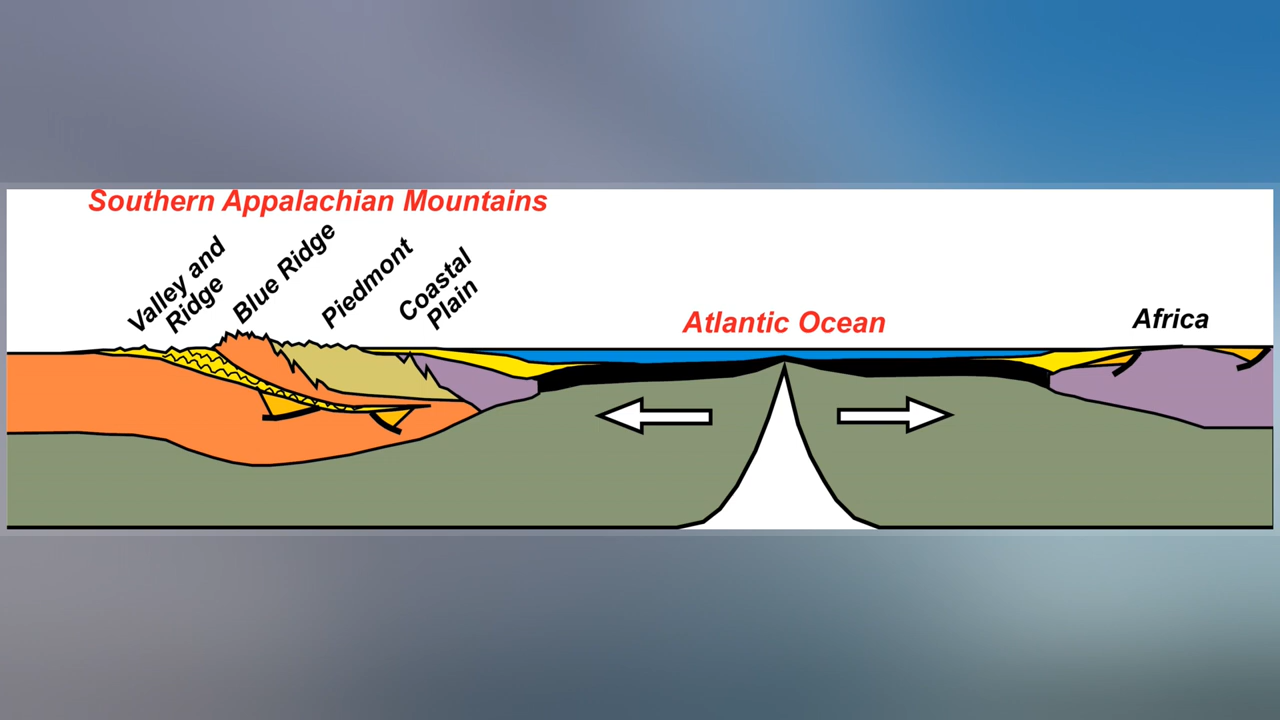 Southern Appalachian Mountains
Valley and
Ridge
Blue Ridge
Piedmont
Coastal
Plain
Atlantic Ocean
Africa